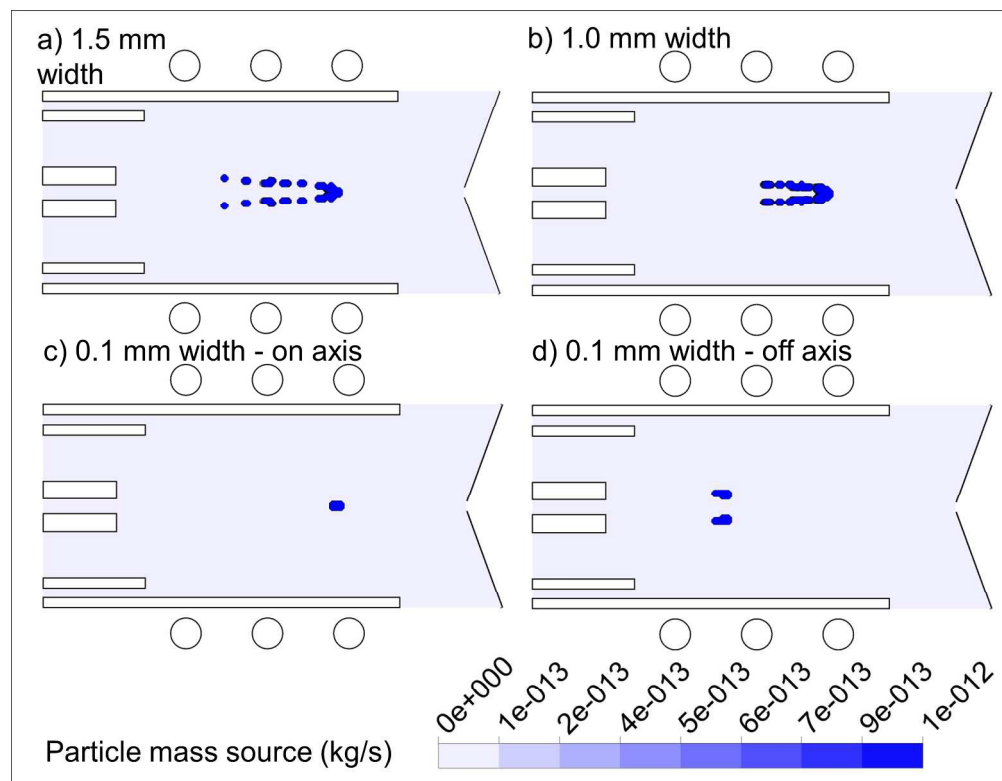 a) 1.5 mm
width
b) 1.0 mm width
c) 0.1 mm width - on axis
d) 0.1 mm width - off axis
0e+000
1e-013
2e-013
4e-013
5e-013
6e-013
7e-013
9e-013
1e-012
Particle mass source (kg/s)